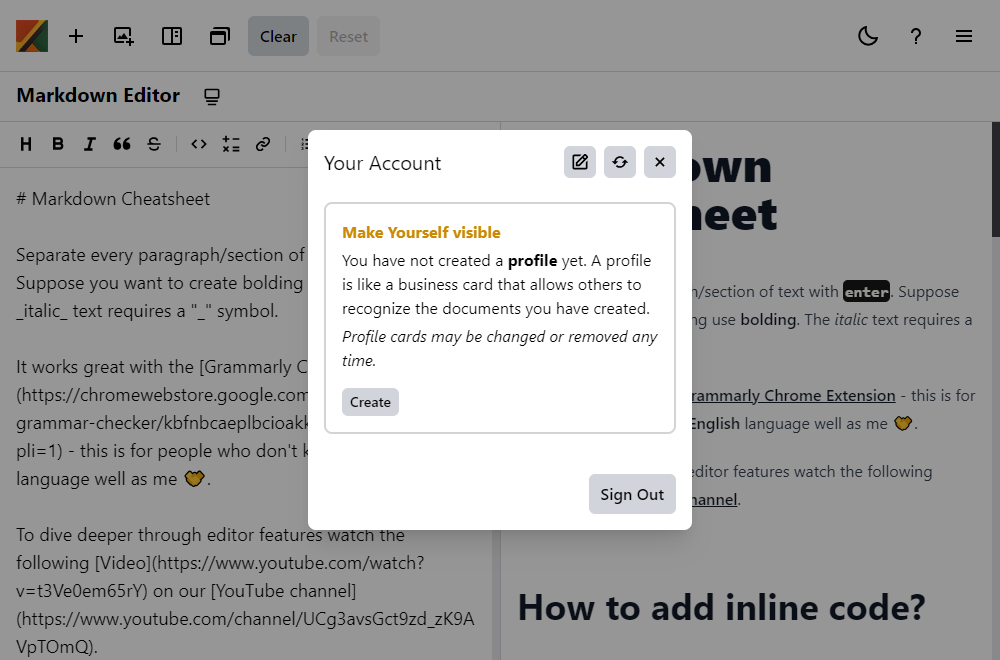 Clear
Reset
?
Markdown Editor
H B I S
# Markdown Cheatsheet
Separate every paragraph/section of
Suppose you want to create bolding
_italic_ text requires a "_" symbol.
It works great with the [Grammarly C
(https://chromewebstore.google.com
grammar-checker/kbfnbcaeplbcioakk
pli=1) - this is for people who don't k
language well as me 🤝.
To dive deeper through editor features watch the
following [Video](https://www.youtube.com/watch?
v=t3Ve0em65rY) on our [YouTube channel]
(https://www.youtube.com/channel/UCg3avsGct9zd_zK9A
VpTOmQ).
Your Account
Make Yourself visible
You have not created a profile yet. A profile
is like a business card that allows others to
recognize the documents you have created.
Profile cards may be changed or removed any
time.
Create
Sign Out
own
heet
h/section of text with enter. Suppose
ng use bolding. The italic text requires a
rammarly Chrome Extension - this is for
English language well as me 🤝.
editor features watch the following
hannel.
How to add inline code?